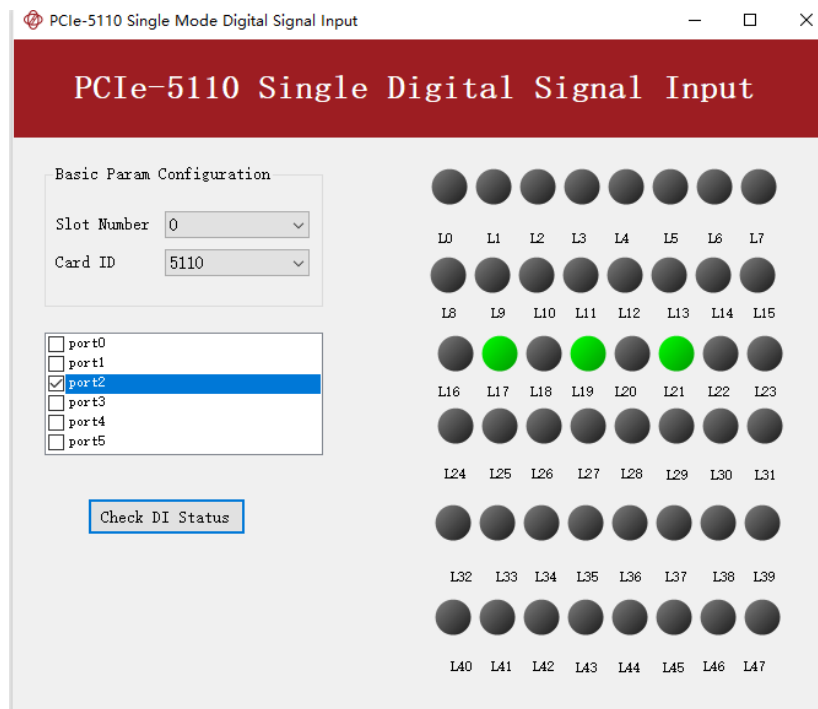 PCIe-5110 Single Mode Digital Signal Input
PCIe-5110 Single Digital Signal Input
Basic Param Configuration
Slot Number 0
Card ID 5110
port0
port1
port2
port3
port4
port5
Check DI Status
L0 L1 L2 L3 L4 L5 L6 L7
L8 L9 L10 L11 L12 L13 L14 L15
L16 L17 L18 L19 L20 L21 L22 L23
L24 L25 L26 L27 L28 L29 L30 L31
L32 L33 L34 L35 L36 L37 L38 L39
L40 L41 L42 L43 L44 L45 L46 L47